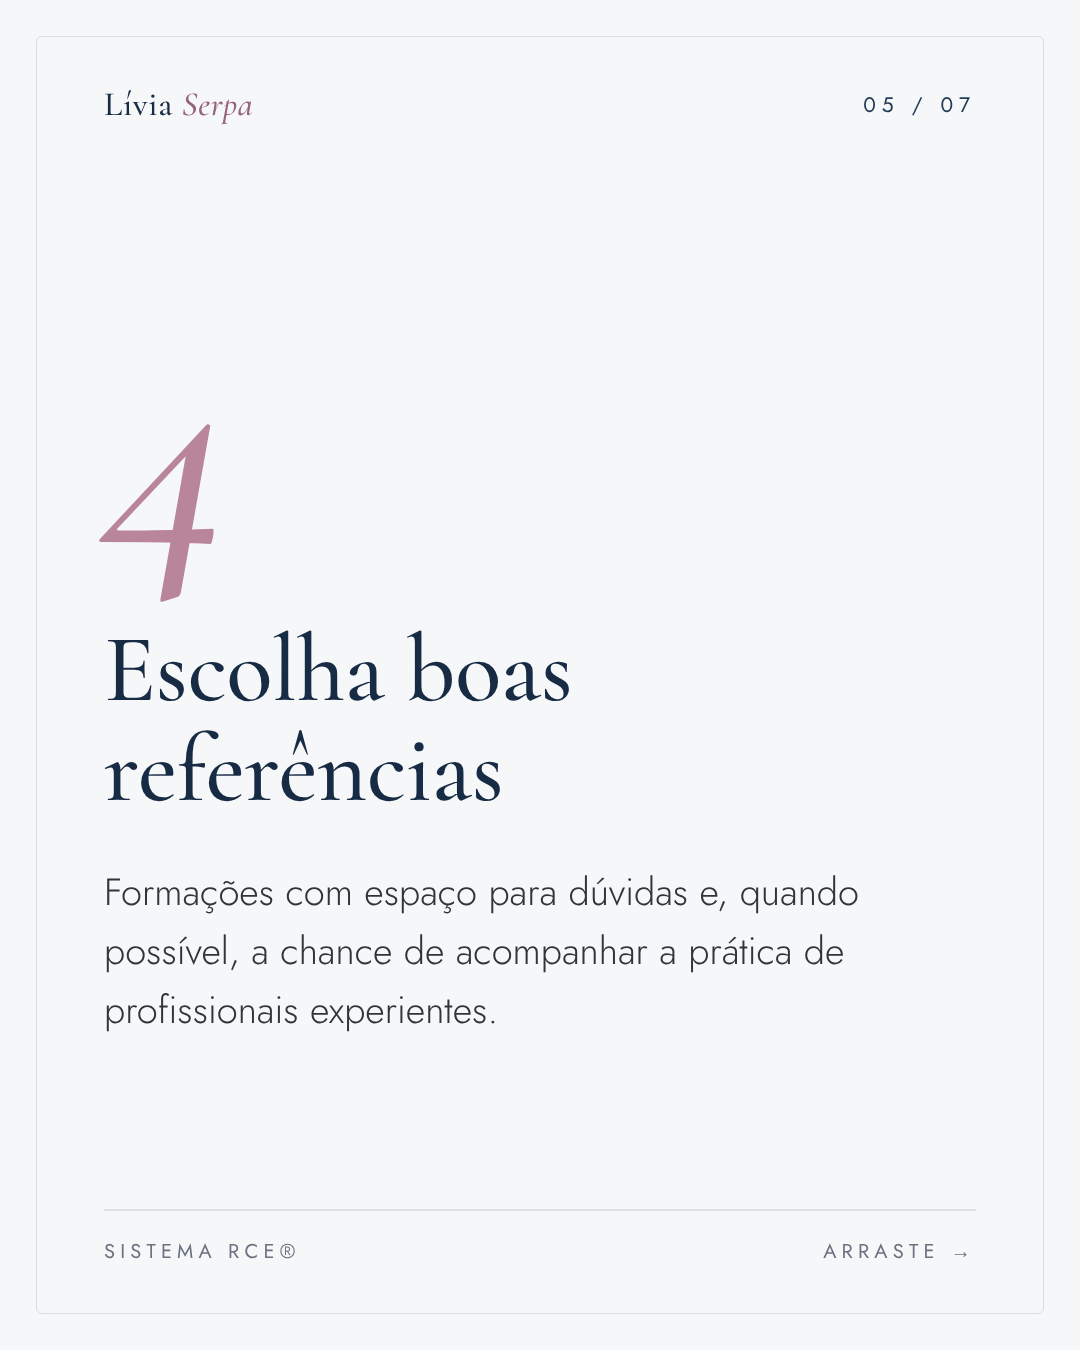 Lívia Serpa
05 / 07
4
Escolha boas
referências
Formações com espaço para dúvidas e, quando
possível, a chance de acompanhar a prática de
profissionais experientes.
SISTEMA RCE®
ARRASTE →